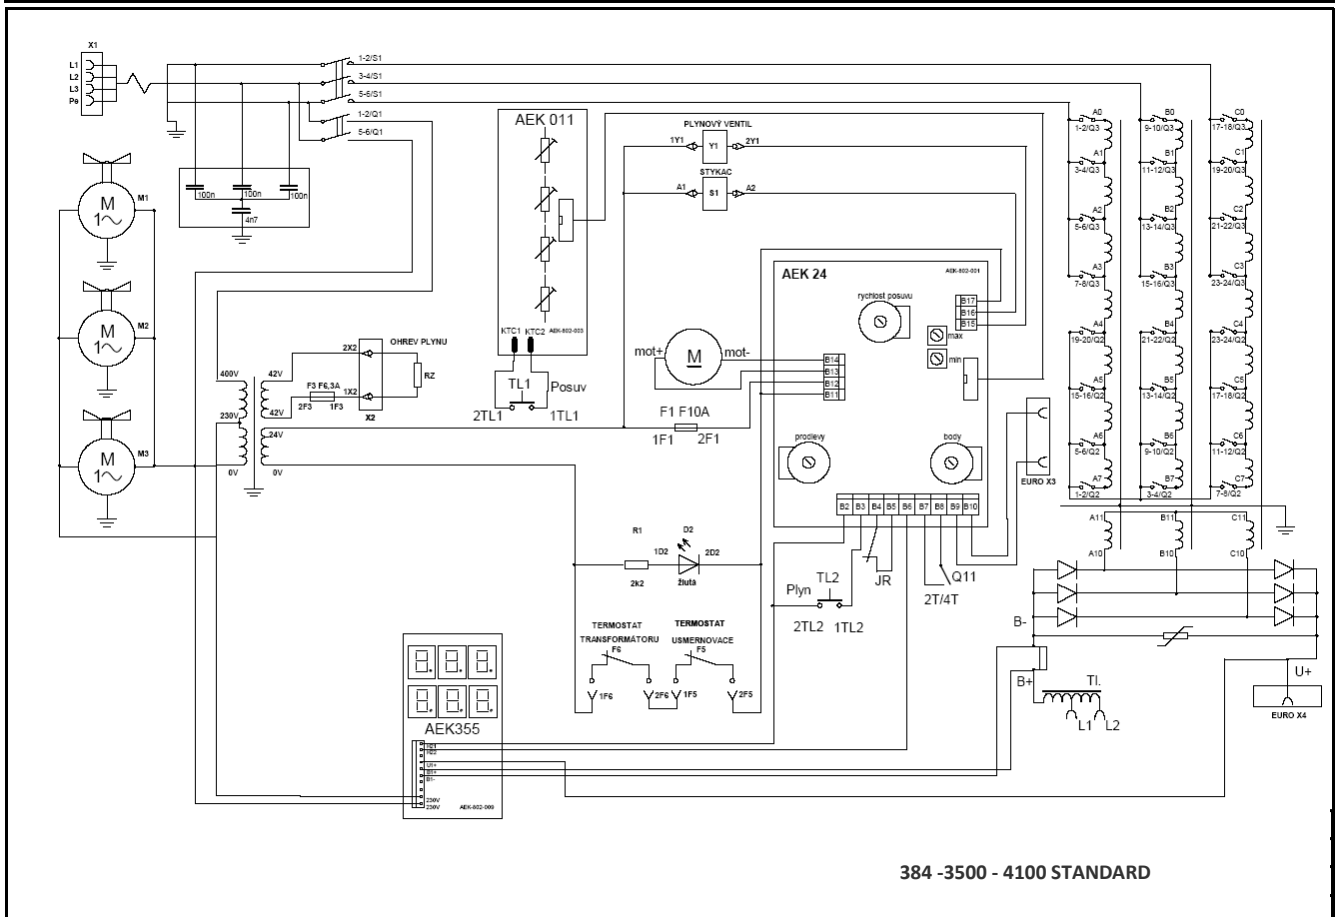 X1
L1
L2
L3
Pe
1-2/S1
3-4/S1
5-6/S1
1-2/Q1
5-6/Q1
100n
100n
100n
4n7
M
1
M1
M
1
M2
M
1
M3
400V
230V
0V
42V
42V
24V
0V
2X2
1X2
F3 F6,3A
2F3
1F3
X2
OHREV PLYNU
RZ
AEK 011
KTC1
KTC2
AEK-802-003
TL1
Posuv
2TL1
1TL1
PLYNOVÝ VENTIL
1Y1
Y1
2Y1
STYKAC
A1
S1
A2
mot+
M
mot-
F1 F10A
1F1
2F1
AEK 24
AEK-802-001
rychlost posuvu
max
min
B17
B16
B15
B14
B13
B12
B11
prodlevy
body
B2
B3
B4
B5
B6
B7
B8
B9
B10
EURO X3
R1
2k2
D2
1D2
2D2
žlutá
TERMOSTAT
TRANSFORMÁTORU
F6
TERMOSTAT
USMERNOVACE
F5
1F6
2F6
1F5
2F5
Plyn
TL2
2TL2
1TL2
JR
Q11
2T/4T
AEK355
U1+
B1+
B1-
230V
230V
A0
1-2/Q3
A1
3-4/Q3
A2
5-6/Q3
A3
7-8/Q3
A4
19-20/Q2
A5
15-16/Q2
A6
5-6/Q2
A7
1-2/Q2
B0
9-10/Q3
B1
11-12/Q3
B2
13-14/Q3
B3
15-16/Q3
B4
21-22/Q2
B5
13-14/Q2
B6
9-10/Q2
B7
3-4/Q2
C0
17-18/Q3
C1
19-20/Q3
C2
21-22/Q3
C3
23-24/Q3
C4
23-24/Q2
C5
17-18/Q2
C6
11-12/Q2
C7
7-8/Q2
A11
A10
B11
B10
C11
C10
B-
B+
Tl.
L1
L2
U+
EURO X4
384 -3500 - 4100 STANDARD